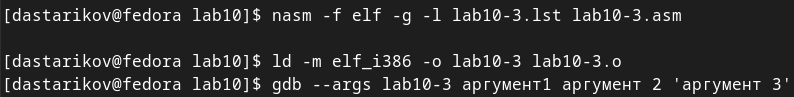 [dastarikov@fedora lab10]$ nasm -f elf -g -l lab10-3.lst lab10-3.asm
[dastarikov@fedora lab10]$ ld -m elf_i386 -o lab10-3 lab10-3.o
[dastarikov@fedora lab10]$ gdb --args lab10-3 аргумент1 аргумент 2 'аргумент 3'